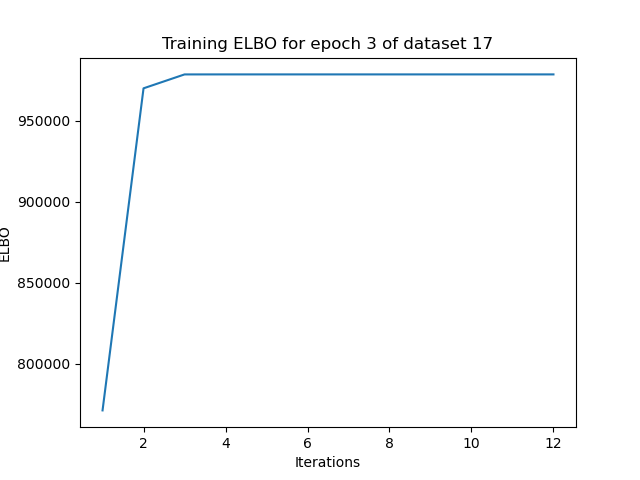 Training ELBO for epoch 3 of dataset 17
950000
900000
850000
800000
ELBO
2 4 6 8 10 12
Iterations